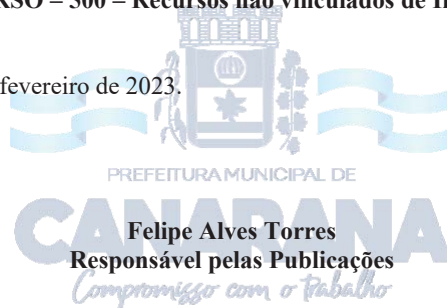 RSO – 500 – Recursos não vinculados de I
fevereiro de 2023.
PREFEITURA MUNICIPAL DE
CANARANA
Felipe Alves Torres
Responsável pelas Publicações
Compromisso com o Trabalho